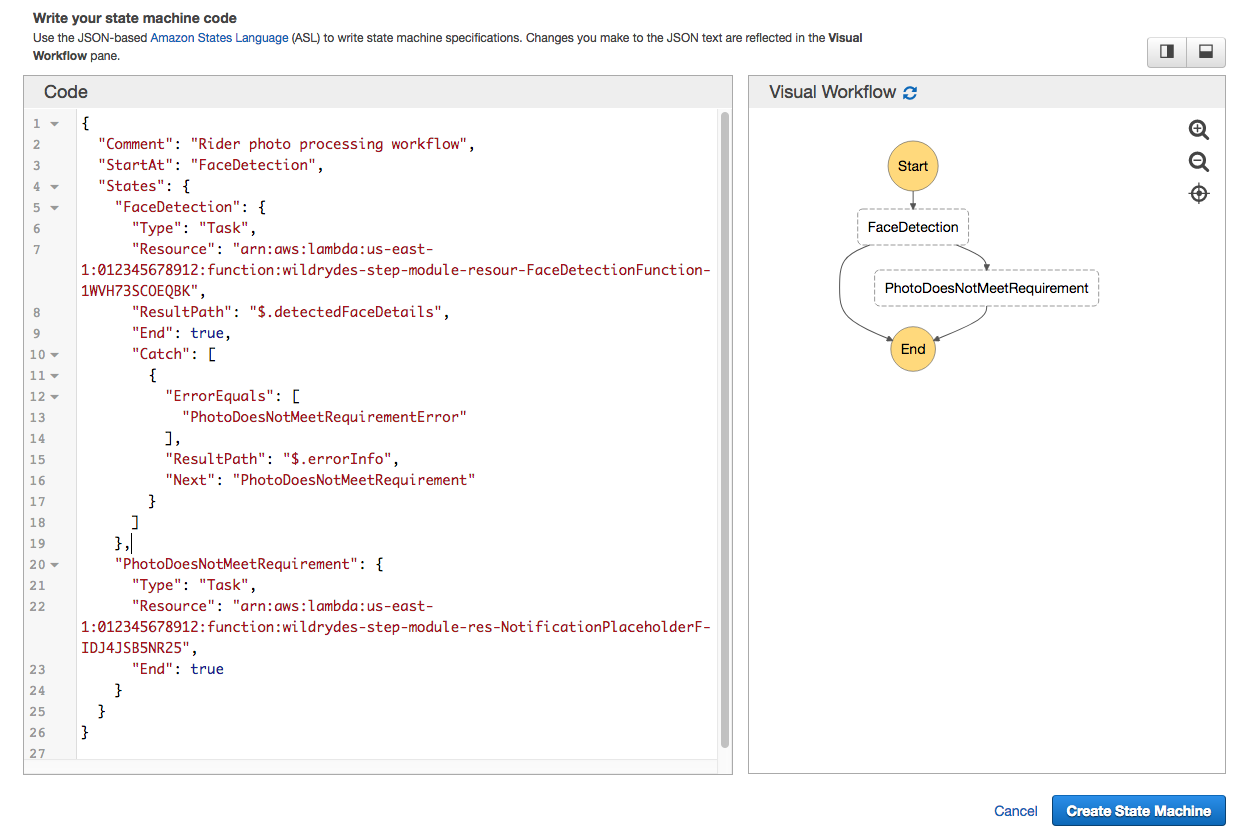 Write your state machine code
Use the JSON-based Amazon States Language (ASL) to write state machine specifications. Changes you make to the JSON text are reflected in the Visual
Workflow pane.
Code
1 {
2 "Comment": "Rider photo processing workflow",
3 "StartAt": "FaceDetection",
4 "States": {
5 "FaceDetection": {
6 "Type": "Task",
7 "Resource": "arn:aws:lambda:us-east-
1:012345678912:function:wildrydes-step-module-resour-FaceDetectionFunction-
1WVH73SCOEQBK",
8 "ResultPath": "$.detectedFaceDetails",
9 "End": true,
10 "Catch": [
11 {
12 "ErrorEquals": [
13 "PhotoDoesNotMeetRequirementError"
14 ],
15 "ResultPath": "$.errorInfo",
16 "Next": "PhotoDoesNotMeetRequirement"
17 }
18 ]
19 },
20 "PhotoDoesNotMeetRequirement": {
21 "Type": "Task",
22 "Resource": "arn:aws:lambda:us-east-
1:012345678912:function:wildrydes-step-module-res-NotificationPlaceholderF-
IDJ4JSB5NR25",
23 "End": true
24 }
25 }
26 }
27
Visual Workflow
Start
FaceDetection
PhotoDoesNotMeetRequirement
End
Cancel
Create State Machine